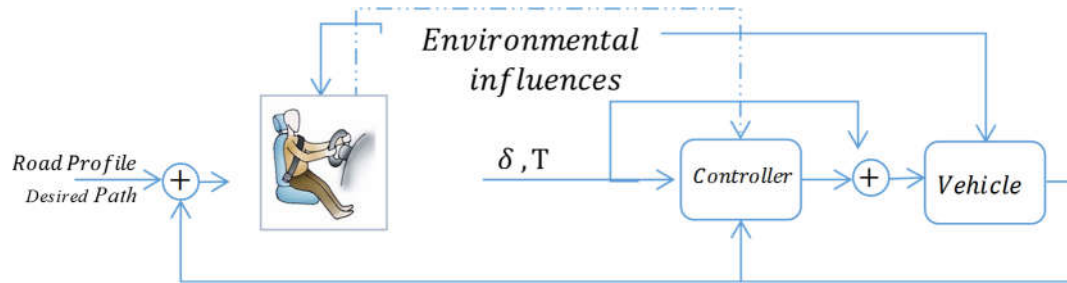 Environmental
influences
Road Profile
Desired Path
+
δ , T
Controller
+
Vehicle